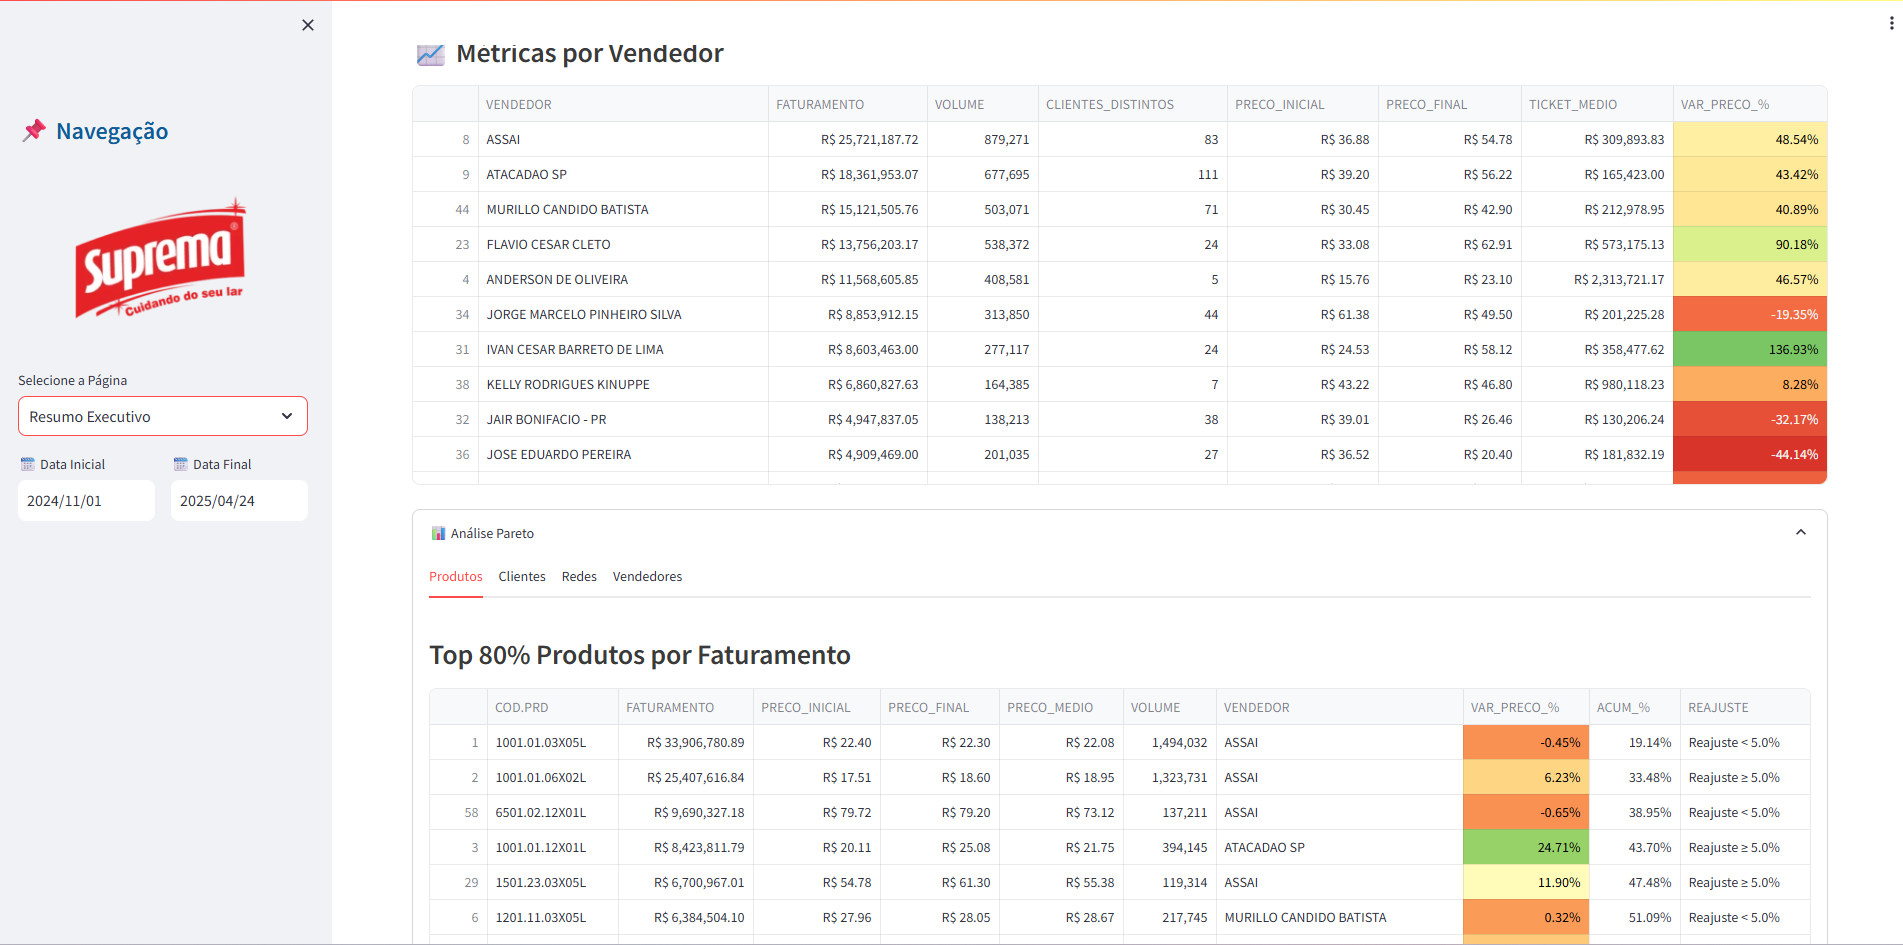 📌 Navegação
Suprema®
Cuidando do seu lar
Selecione a Página
Resumo Executivo
Data Inicial Data Final
2024/11/01 2025/04/24
Métricas por Vendedor
VENDEDOR FATURAMENTO VOLUME CLIENTES_DISTINTOS PRECO_INICIAL PRECO_FINAL TICKET_MEDIO VAR_PRECO_%
8 ASSAI R$ 25,721,187.72 879,271 83 R$ 36.88 R$ 54.78 R$ 309,893.83 48.54%
9 ATACADAO SP R$ 18,361,953.07 677,695 111 R$ 39.20 R$ 56.22 R$ 165,423.00 43.42%
44 MURILLO CANDIDO BATISTA R$ 15,121,505.76 503,071 71 R$ 30.45 R$ 42.90 R$ 212,978.95 40.89%
23 FLAVIO CESAR CLETO R$ 13,756,203.17 538,372 24 R$ 33.08 R$ 62.91 R$ 573,175.13 90.18%
4 ANDERSON DE OLIVEIRA R$ 11,568,605.85 408,581 5 R$ 15.76 R$ 23.10 R$ 2,313,721.17 46.57%
34 JORGE MARCELO PINHEIRO SILVA R$ 8,853,912.15 313,850 44 R$ 61.38 R$ 49.50 R$ 201,225.28 -19.35%
31 IVAN CESAR BARRETO DE LIMA R$ 8,603,463.00 277,117 24 R$ 24.53 R$ 58.12 R$ 358,477.62 136.93%
38 KELLY RODRIGUES KINUPPE R$ 6,860,827.63 164,385 7 R$ 43.22 R$ 46.80 R$ 980,118.23 8.28%
32 JAIR BONIFACIO - PR R$ 4,947,837.05 138,213 38 R$ 39.01 R$ 26.46 R$ 130,206.24 -32.17%
36 JOSE EDUARDO PEREIRA R$ 4,909,469.00 201,035 27 R$ 36.52 R$ 20.40 R$ 181,832.19 -44.14%
Análise Pareto
Produtos Clientes Redes Vendedores
Top 80% Produtos por Faturamento
COD.PRD FATURAMENTO PRECO_INICIAL PRECO_FINAL PRECO_MEDIO VOLUME VENDEDOR VAR_PRECO_% ACUM_% REAJUSTE
1 1001.01.03X05L R$ 33,906,780.89 R$ 22.40 R$ 22.30 R$ 22.08 1,494,032 ASSAI -0.45% 19.14% Reajuste < 5.0%
2 1001.01.06X02L R$ 25,407,616.84 R$ 17.51 R$ 18.60 R$ 18.95 1,323,731 ASSAI 6.23% 33.48% Reajuste ≥ 5.0%
58 6501.02.12X01L R$ 9,690,327.18 R$ 79.72 R$ 79.20 R$ 73.12 137,211 ASSAI -0.65% 38.95% Reajuste < 5.0%
3 1001.01.12X01L R$ 8,423,811.79 R$ 20.11 R$ 25.08 R$ 21.75 394,145 ATACADAO SP 24.71% 43.70% Reajuste ≥ 5.0%
29 1501.23.03X05L R$ 6,700,967.01 R$ 54.78 R$ 61.30 R$ 55.38 119,314 ASSAI 11.90% 47.48% Reajuste ≥ 5.0%
6 1201.11.03X05L R$ 6,384,504.10 R$ 27.96 R$ 28.05 R$ 28.67 217,745 MURILLO CANDIDO BATISTA 0.32% 51.09% Reajuste < 5.0%